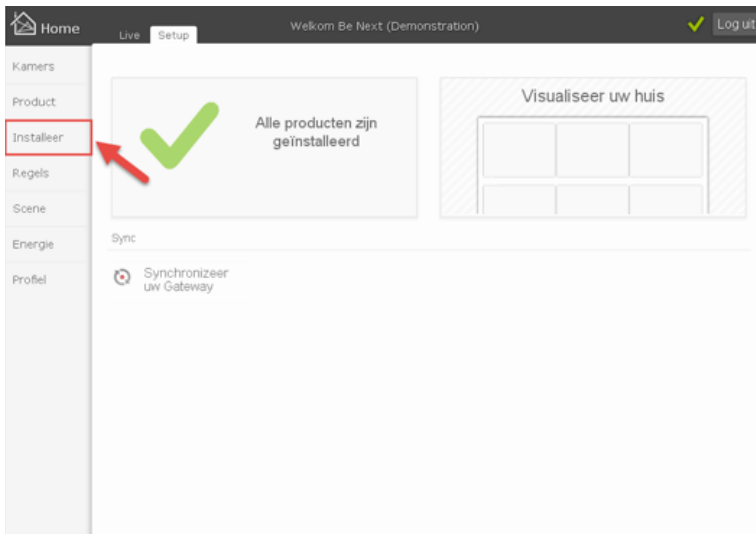 Home
Live Setup
Welkom Be Next (Demonstration)
Log uit
Kamers
Product
Installeer
Regels
Scene
Energie
Profiel
Alle producten zijn
geïnstalleerd
Visualiseer uw huis
Sync
Synchronizeer
uw Gateway